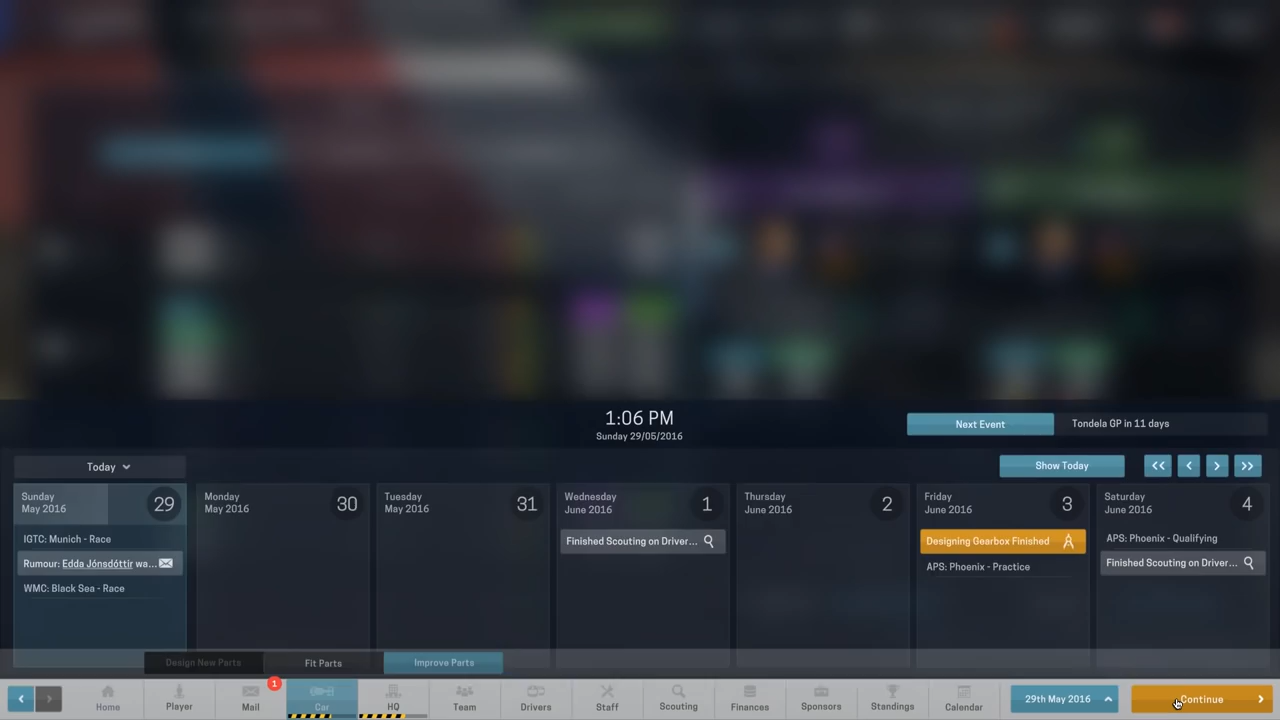 1:06 PM
Sunday 29/05/2016
Next Event
Tondela GP in 11 days
Today
Show Today
Sunday
May 2016
29
IGTC: Munich - Race
Rumour: Edda Jónsdóttir wa...
WMC: Black Sea - Race
Monday
May 2016
30
Tuesday
May 2016
31
Wednesday
June 2016
1
Finished Scouting on Driver...
Thursday
June 2016
2
Friday
June 2016
3
Designing Gearbox Finished
APS: Phoenix - Practice
Saturday
June 2016
4
APS: Phoenix - Qualifying
Finished Scouting on Driver...
Design New Parts
Fit Parts
Improve Parts
Home
Player
Mail
1
Car
HQ
Team
Drivers
Staff
Scouting
Finances
Sponsors
Standings
Calendar
29th May 2016
Continue